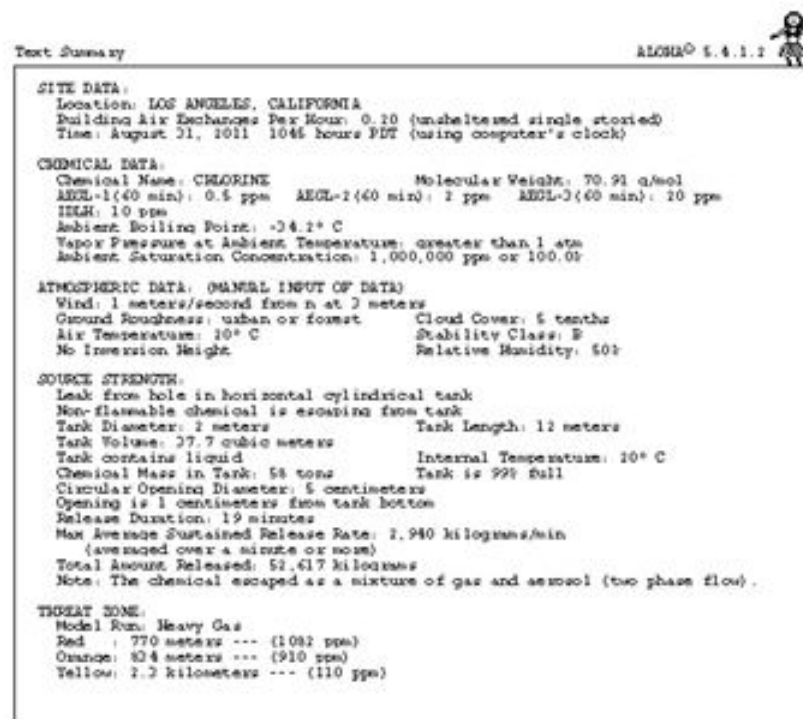 Text Summary
ALOHA® 5.4.1.2
SITE DATA:
Location: LOS ANGELES, CALIFORNIA
Building Air Exchanges Per Hour: 0.20 (unsheltered single storied)
Time: August 31, 2011 1046 hours PDT (using computer's clock)
CHEMICAL DATA:
Chemical Name: CHLORINE Molecular Weight: 70.91 g/mol
AEGL-1(60 min): 0.5 ppm AEGL-2(60 min): 2 ppm AEGL-3(60 min): 20 ppm
IDLH: 10 ppm
Ambient Boiling Point: -34.2° C
Vapor Pressure at Ambient Temperature: greater than 1 atm
Ambient Saturation Concentration: 1,000,000 ppm or 100.0%
ATMOSPHERIC DATA: (MANUAL INPUT OF DATA)
Wind: 1 meters/second from n at 3 meters
Ground Roughness: urban or forest Cloud Cover: 5 tenths
Air Temperature: 20° C Stability Class: B
No Inversion Height Relative Humidity: 50%
SOURCE STRENGTH:
Leak from hole in horizontal cylindrical tank
Non-flammable chemical is escaping from tank
Tank Diameter: 2 meters Tank Length: 12 meters
Tank Volume: 37.7 cubic meters
Tank contains liquid Internal Temperature: 20° C
Chemical Mass in Tank: 58 tons Tank is 99% full
Circular Opening Diameter: 5 centimeters
Opening is 1 centimeters from tank bottom
Release Duration: 19 minutes
Max Average Sustained Release Rate: 2,940 kilograms/min
(averaged over a minute or more)
Total Amount Released: 52,617 kilograms
Note: The chemical escaped as a mixture of gas and aerosol (two phase flow).
THREAT ZONE:
Model Run: Heavy Gas
Red : 770 meters --- (1082 ppm)
Orange: 834 meters --- (910 ppm)
Yellow: 2.3 kilometers --- (110 ppm)